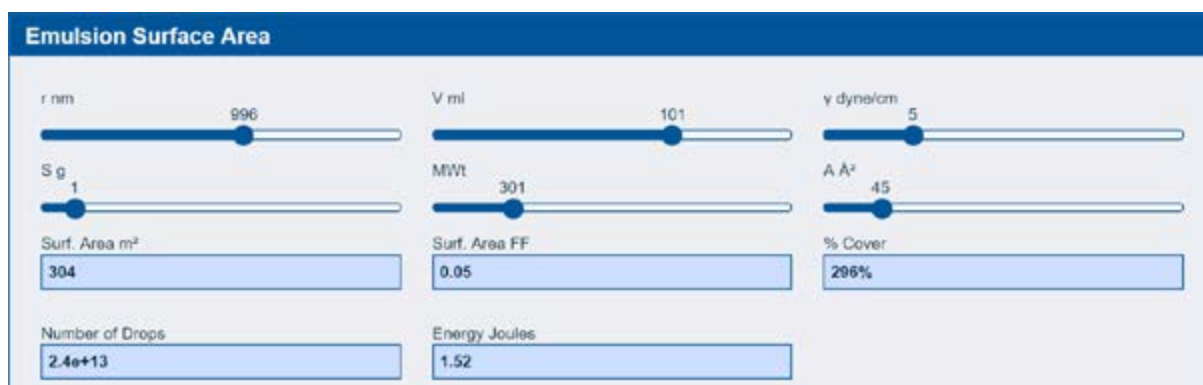 Emulsion Surface Area
r nm V ml γ dyne/cm
996 101 5
S g MWt A Å²
1 301 45
Surf. Area m² Surf. Area FF % Cover
304 0.05 296%
Number of Drops Energy Joules
2.4e+13 1.52